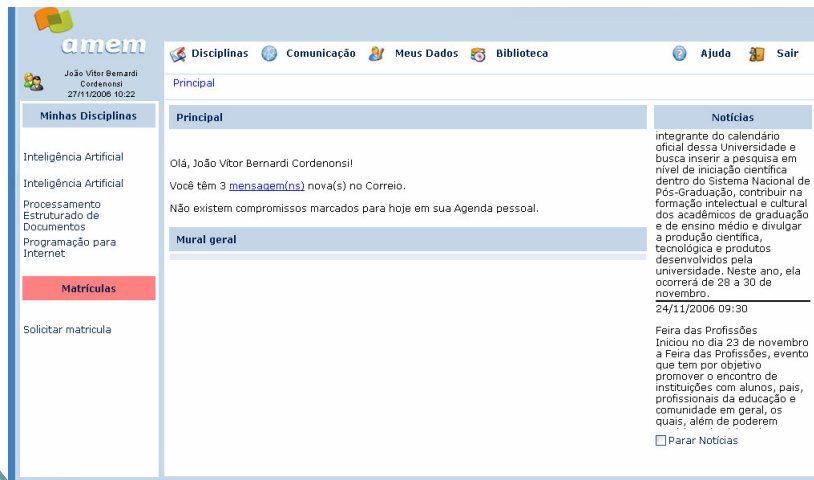 amem
Disciplinas Comunicação Meus Dados Biblioteca Ajuda Sair
João Vitor Bernardi
Cordenonsi
27/11/2006 10:22
Principal
Minhas Disciplinas
Inteligência Artificial
Inteligência Artificial
Processamento
Estruturado de
Documentos
Programação para
Internet
Matrículas
Solicitar matricula
Principal
Olá, João Vitor Bernardi Cordenonsi!
Você têm 3 mensagem(ns) nova(s) no Correio.
Não existem compromissos marcados para hoje em sua Agenda pessoal.
Mural geral
Notícias
integrante do calendário
oficial dessa Universidade e
busca inserir a pesquisa em
nível de iniciação científica
dentro do Sistema Nacional de
Pós-Graduação, contribuir na
formação intelectual e cultural
dos acadêmicos de graduação
e de ensino médio e divulgar
a produção científica,
tecnológica e produtos
desenvolvidos pela
universidade. Neste ano, ela
ocorrerá de 28 a 30 de
novembro.
24/11/2006 09:30
Feira das Profissões
Iniciou no dia 23 de novembro
a Feira das Profissões, evento
que tem por objetivo
promover o encontro de
instituições com alunos, pais,
profissionais da educação e
comunidade em geral, os
quais, além de poderem
Parar Notícias